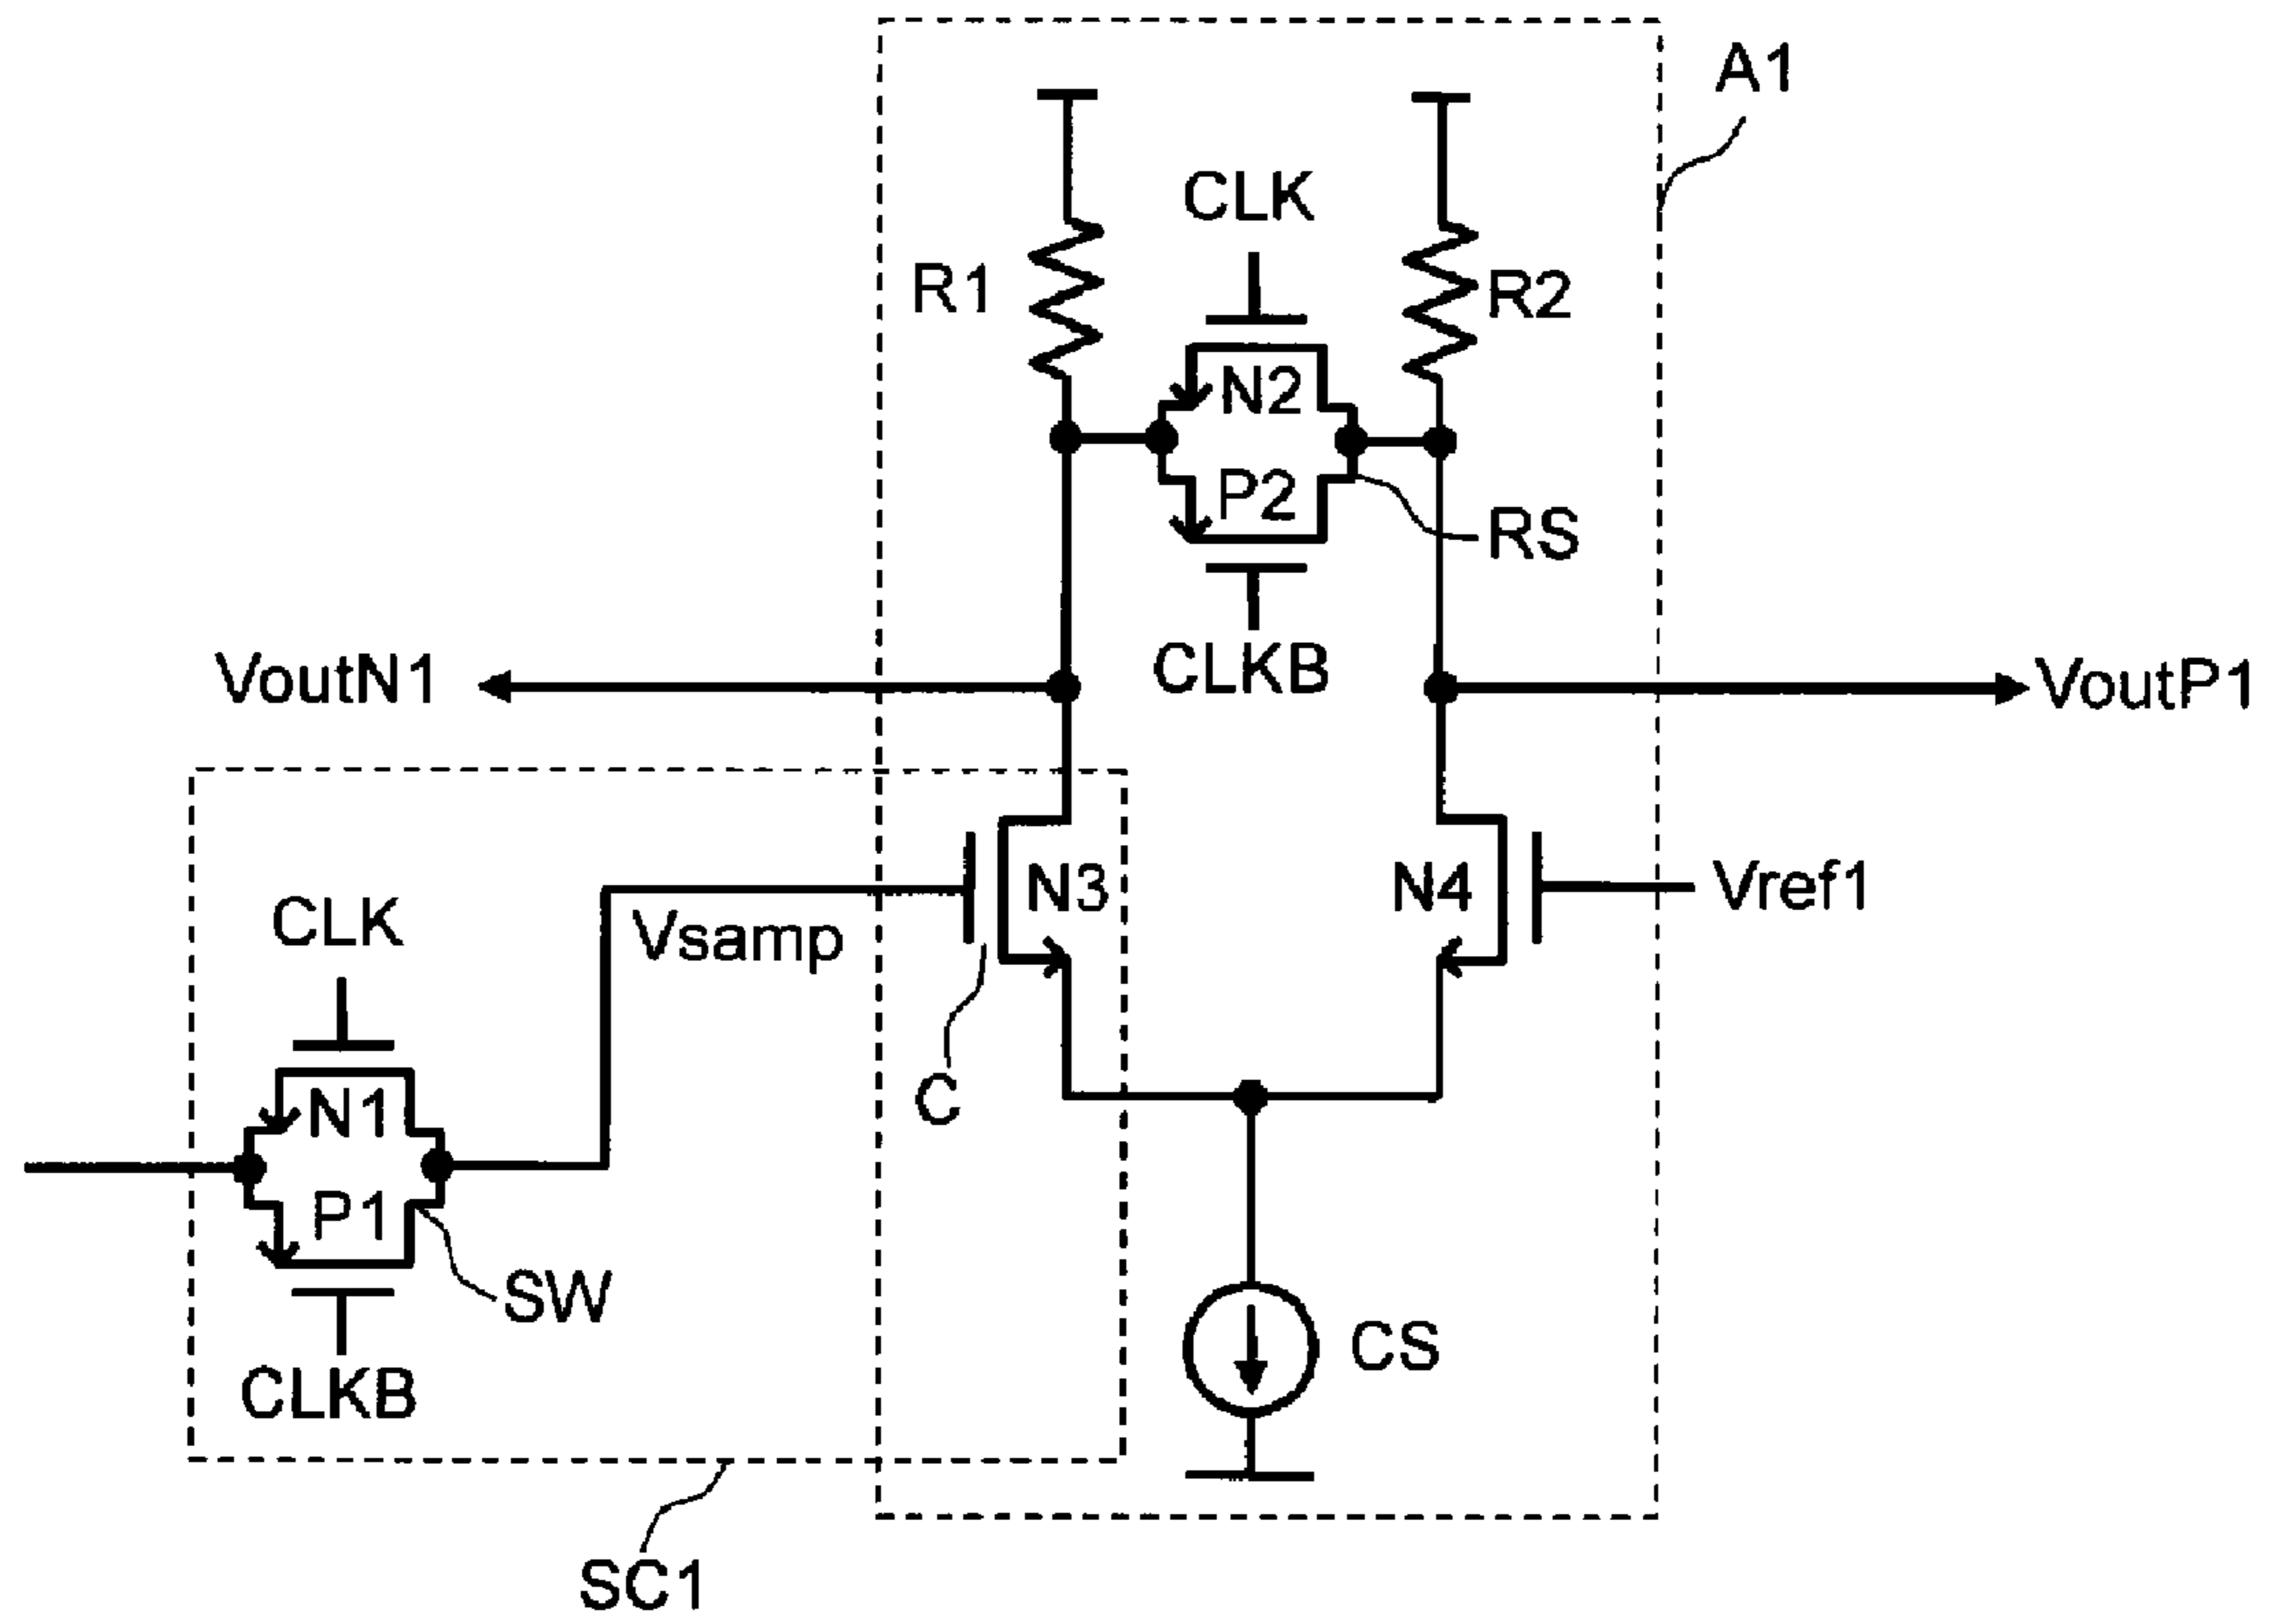 A1
CLK
R1
R2
N2
P2
RS
CLKB
VoutN1
VoutP1
N3
N4
Vref1
CLK
Vsamp
C
N1
P1
SW
CS
CLKB
SC1